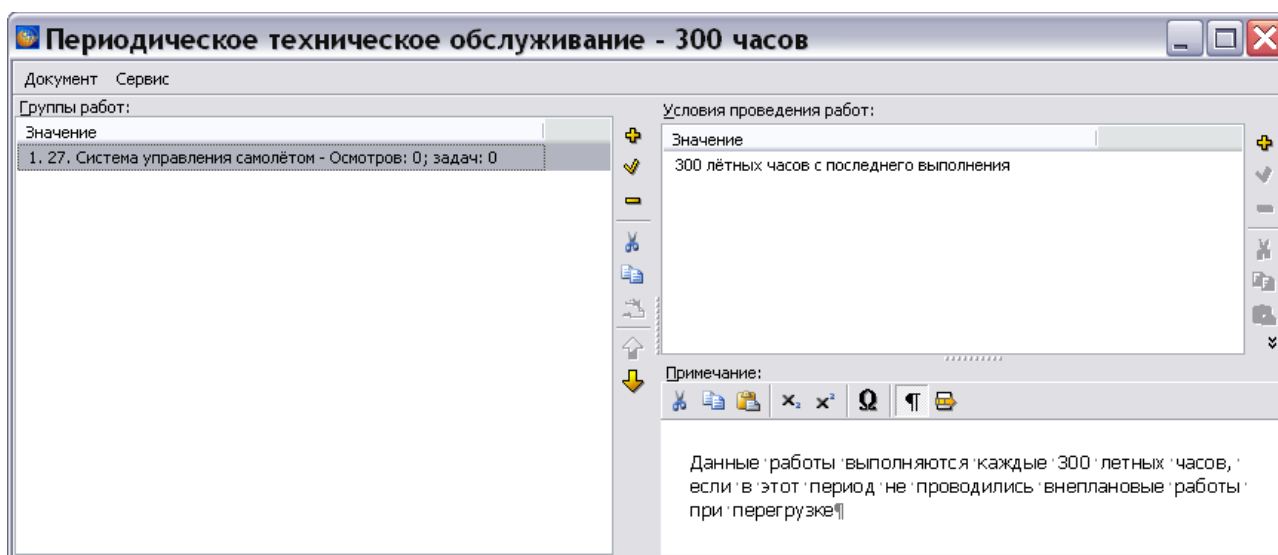 Периодическое техническое обслуживание - 300 часов
Документ Сервис
Группы работ:
Значение
1. 27. Система управления самолётом - Осмотров: 0; задач: 0
Условия проведения работ:
Значение
300 лётных часов с последнего выполнения
Примечание:
Данные работы выполняются каждые 300 летных часов,
если в этот период не проводились внеплановые работы
при перегрузке¶